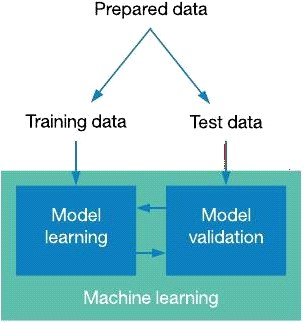 Prepared data
Training data
Test data
Model
learning
Model
validation
Machine learning